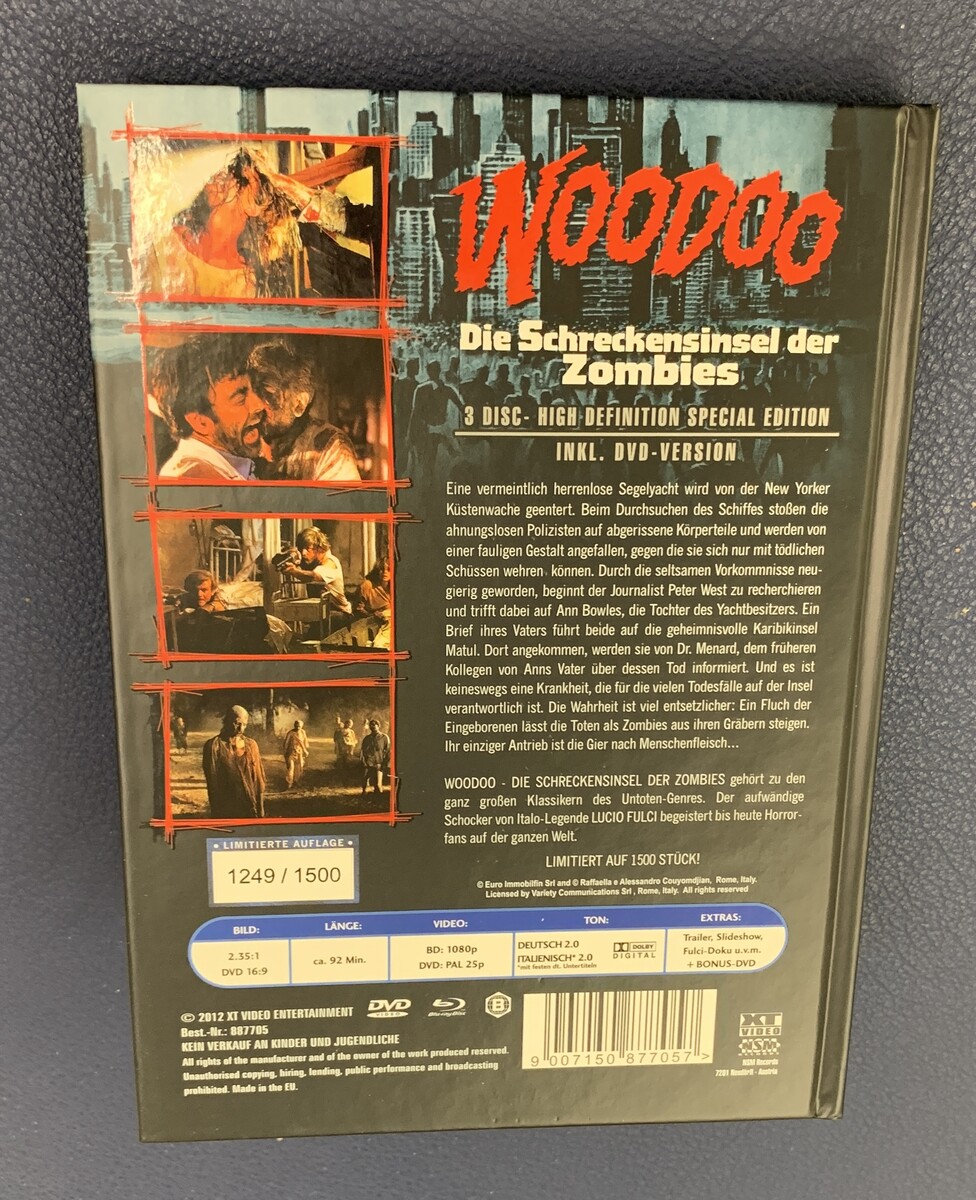 WOODOO
Die Schreckensinsel der
Zombies
3 DISC- HIGH DEFINITION SPECIAL EDITION
INKL. DVD-VERSION
Eine vermeintlich herrenlose Segelyacht wird von der New Yorker
Küstenwache geentert. Beim Durchsuchen des Schiffes stoßen die
ahnungslosen Polizisten auf abgerissene Körperteile und werden von
einer fauligen Gestalt angefallen, gegen die sie sich nur mit tödlichen
Schüssen wehren können. Durch die seltsamen Vorkommnisse neu-
gierig geworden, beginnt der Journalist Peter West zu recherchieren
und trifft dabei auf Ann Bowles, die Tochter des Yachtbesitzers. Ein
Brief ihres Vaters führt beide auf die geheimnisvolle Karibikinsel
Matul. Dort angekommen, werden sie von Dr. Menard, dem früheren
Kollegen von Anns Vater über dessen Tod informiert. Und es ist
keineswegs eine Krankheit, die für die vielen Todesfälle auf der Insel
verantwortlich ist. Die Wahrheit ist viel entsetzlicher: Ein Fluch der
Eingeborenen lässt die Toten als Zombies aus ihren Gräbern steigen.
Ihr einziger Antrieb ist die Gier nach Menschenfleisch...
WOODOO - DIE SCHRECKENSINSEL DER ZOMBIES gehört zu den
ganz großen Klassikern des Untoten-Genres. Der aufwändige
Schocker von Italo-Legende LUCIO FULCI begeistert bis heute Horror-
fans auf der ganzen Welt.
LIMITIERT AUF 1500 STÜCK!
© Euro Immobilfin Srl and © Raffaella e Alessandro Couyomdjian, Rome, Italy.
Licensed by Variety Communications Srl, Rome, Italy. All rights reserved
• LIMITIERTE AUFLAGE •
1249 / 1500
BILD:
2.35:1
DVD 16:9
LÄNGE:
ca. 92 Min.
VIDEO:
BD: 1080p
DVD: PAL 25p
TON:
DEUTSCH 2.0
ITALIENISCH* 2.0
*mit festen dt. Untertiteln
DOLBY
DIGITAL
EXTRAS:
Trailer, Slideshow,
Fulci-Doku u.v.m.
+ BONUS-DVD
© 2012 XT VIDEO ENTERTAINMENT
Best.-Nr.: 887705
KEIN VERKAUF AN KINDER UND JUGENDLICHE
All rights of the manufacturer and of the owner of the work produced reserved.
Unauthorised copying, hiring, lending, public performance and broadcasting
prohibited. Made in the EU.
DVD
VIDEO
Blu-ray Disc
B
9 007150 877057 >
XT
VIDEO
NSM
NSM Records
7201 Neudörfl - Austria